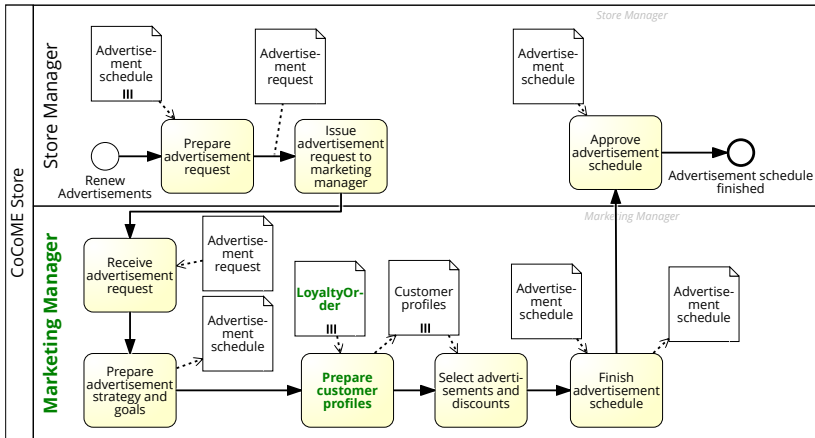 CoCoME Store
Store Manager
Store Manager
Advertise-
ment
schedule
Advertise-
ment
request
Advertise-
ment
schedule
Renew
Advertisements
Prepare
advertisement
request
Issue
advertisement
request to
marketing
manager
Approve
advertisement
schedule
Advertisement schedule
finished
Marketing Manager
Marketing Manager
Receive
advertisement
request
Advertise-
ment
request
Advertise-
ment
schedule
LoyaltyOr-
der
Customer
profiles
Advertise-
ment
schedule
Advertise-
ment
schedule
Prepare
advertisement
strategy and
goals
Prepare
customer
profiles
Select adverti-
sements and
discounts
Finish
advertisement
schedule